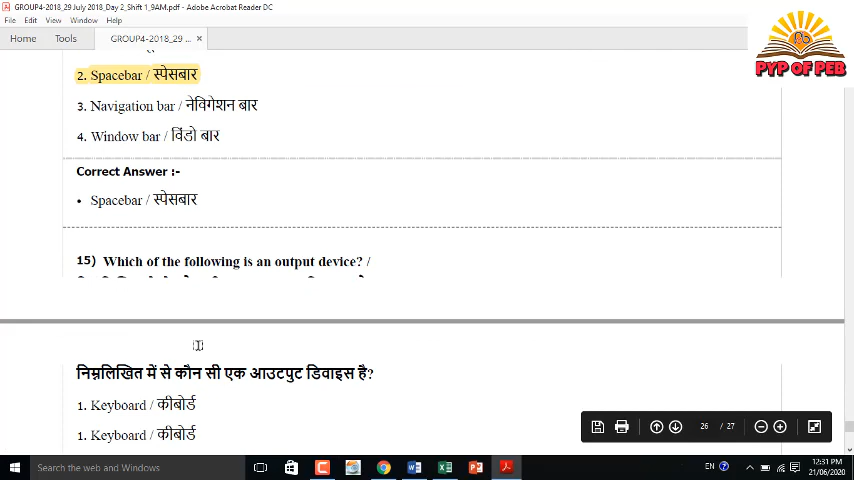 GROUP4-2018_29 July 2018_Day 2_Shift 1_9AM.pdf - Adobe Acrobat Reader DC
File Edit View Window Help
Home Tools GROUP4-2018_29 ... ×
PYP OF PEB
2. Spacebar / स्पेसबार
3. Navigation bar / नेविगेशन बार
4. Window bar / विंडो बार
Correct Answer :-
• Spacebar / स्पेसबार
15) Which of the following is an output device? /
निम्नलिखित में से कौन सी एक आउटपुट डिवाइस है?
1. Keyboard / कीबोर्ड
1. Keyboard / कीबोर्ड
26 / 27
Search the web and Windows
EN
12:31 PM
21/06/2020